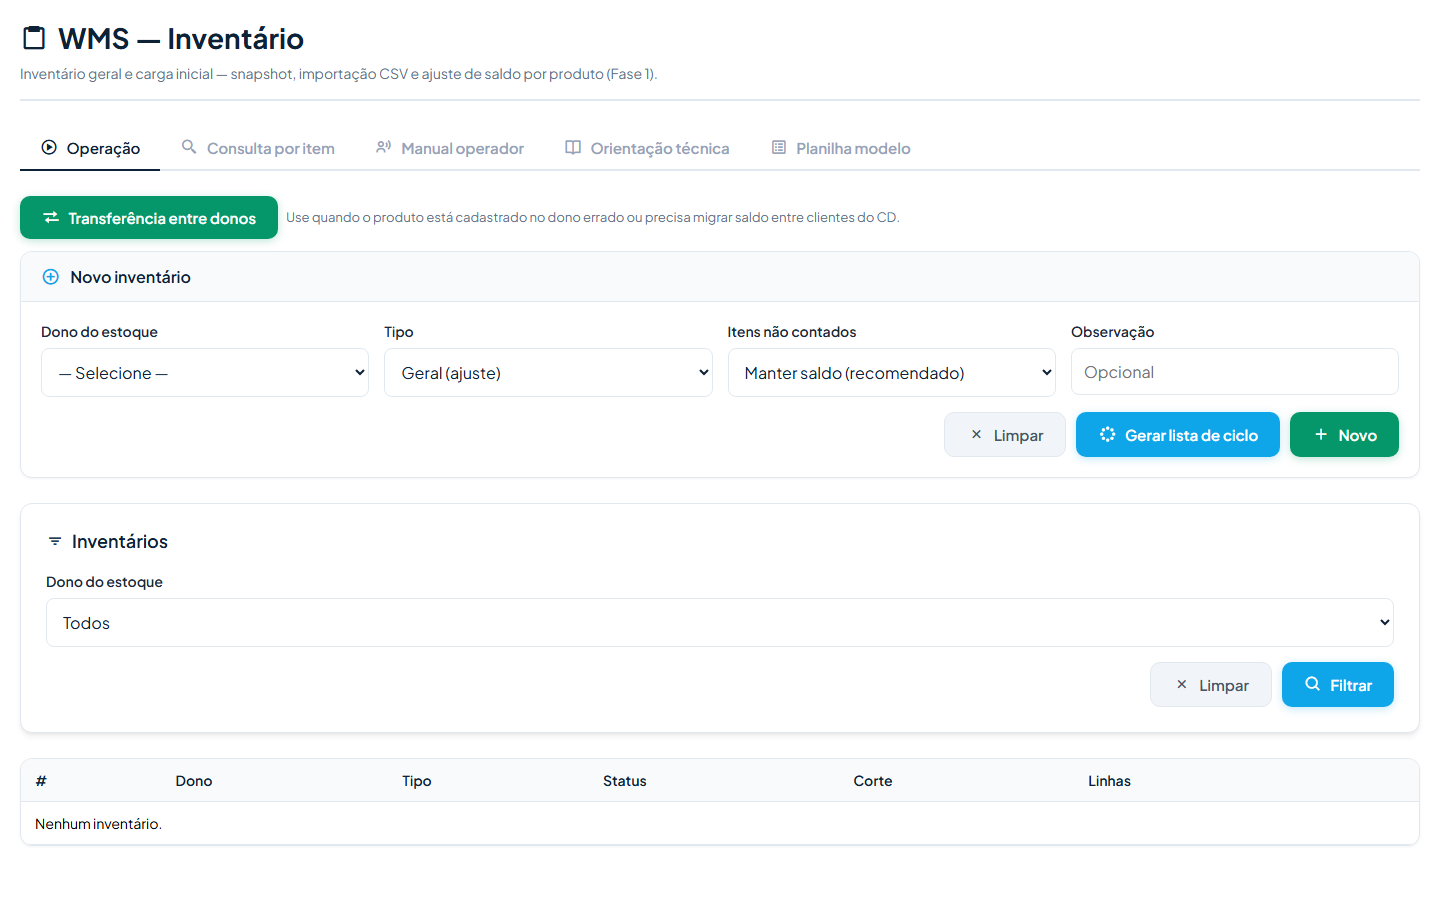 WMS — Inventário
Inventário geral e carga inicial — snapshot, importação CSV e ajuste de saldo por produto (Fase 1).
Operação
Consulta por item
Manual operador
Orientação técnica
Planilha modelo
Transferência entre donos
Use quando o produto está cadastrado no dono errado ou precisa migrar saldo entre clientes do CD.
Novo inventário
Dono do estoque
Tipo
Itens não contados
Observação
— Selecione —
Geral (ajuste)
Manter saldo (recomendado)
Opcional
Limpar
Gerar lista de ciclo
Novo
Inventários
Dono do estoque
Todos
Limpar
Filtrar
# Dono Tipo Status Corte Linhas
Nenhum inventário.